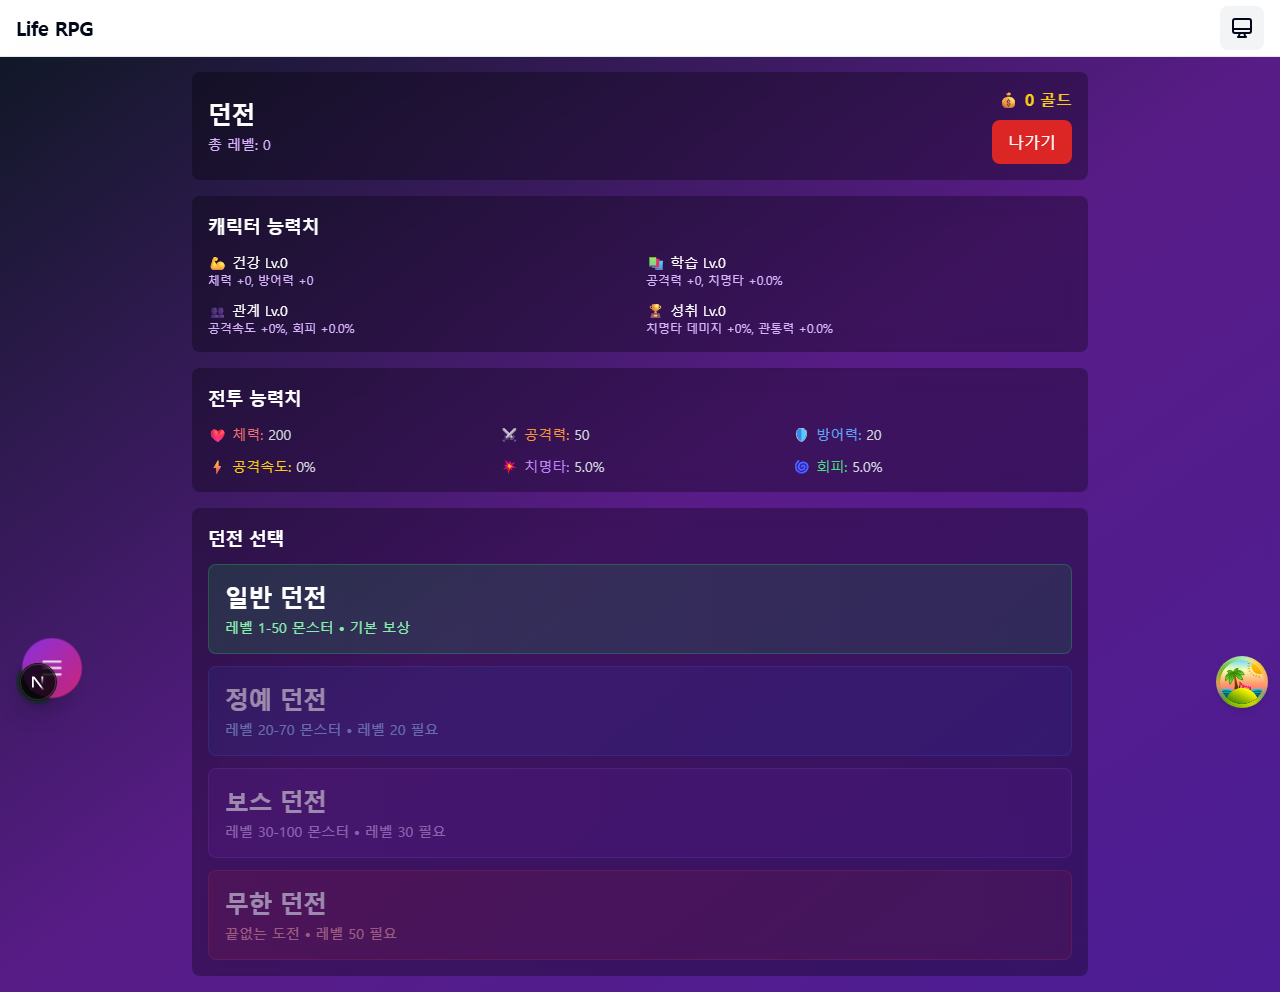 Life RPG
던전
총 레벨: 0
0 골드
나가기
캐릭터 능력치
건강 Lv.0
체력 +0, 방어력 +0
학습 Lv.0
공격력 +0, 치명타 +0.0%
관계 Lv.0
공격속도 +0%, 회피 +0.0%
성취 Lv.0
치명타 데미지 +0%, 관통력 +0.0%
전투 능력치
체력: 200
공격력: 50
방어력: 20
공격속도: 0%
치명타: 5.0%
회피: 5.0%
던전 선택
일반 던전
레벨 1-50 몬스터 • 기본 보상
정예 던전
레벨 20-70 몬스터 • 레벨 20 필요
보스 던전
레벨 30-100 몬스터 • 레벨 30 필요
무한 던전
끝없는 도전 • 레벨 50 필요
N